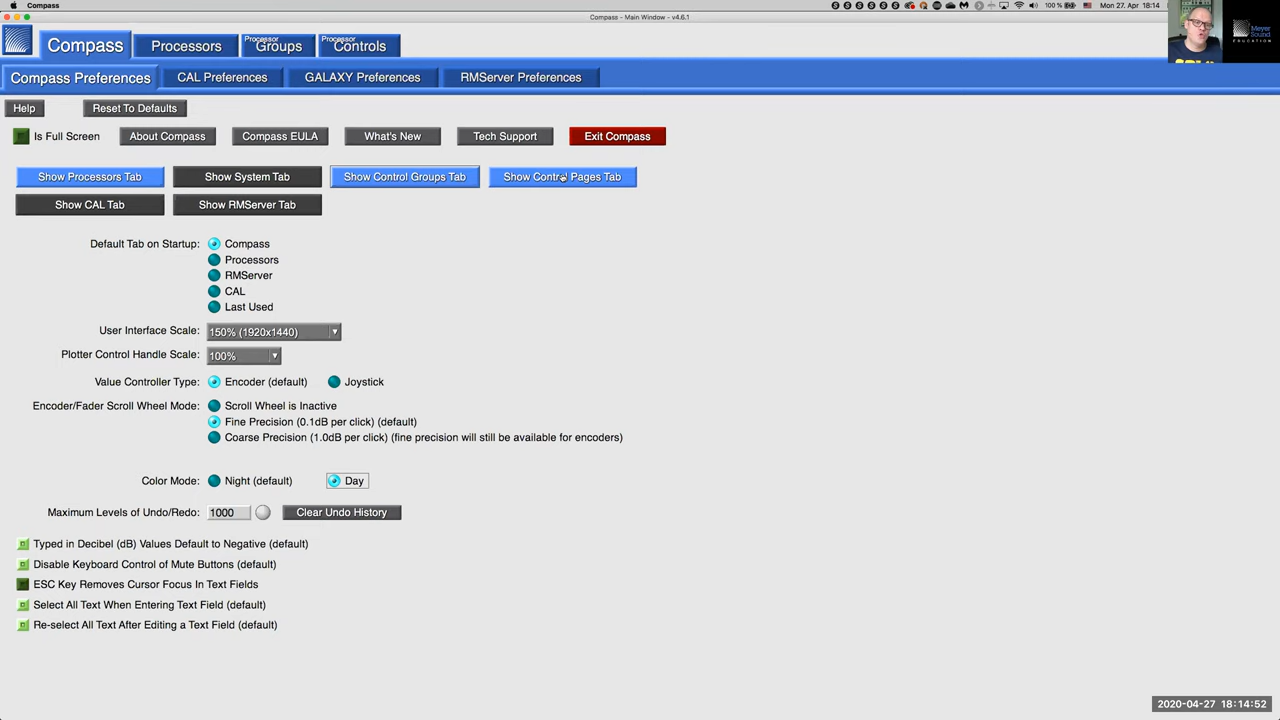 Compass
100 %
Mon 27. Apr 18:14
Compass - Main Window - v4.6.1
Compass
Processors
Processor
Groups
Processor
Controls
Meyer
Sound
EDUCATION
Compass Preferences
CAL Preferences
GALAXY Preferences
RMServer Preferences
Help
Reset To Defaults
Is Full Screen
About Compass
Compass EULA
What's New
Tech Support
Exit Compass
Show Processors Tab
Show System Tab
Show Control Groups Tab
Show Control Pages Tab
Show CAL Tab
Show RMServer Tab
Default Tab on Startup:
Compass
Processors
RMServer
CAL
Last Used
User Interface Scale:
150% (1920x1440)
Plotter Control Handle Scale:
100%
Value Controller Type:
Encoder (default)
Joystick
Encoder/Fader Scroll Wheel Mode:
Scroll Wheel is Inactive
Fine Precision (0.1dB per click) (default)
Coarse Precision (1.0dB per click) (fine precision will still be available for encoders)
Color Mode:
Night (default)
Day
Maximum Levels of Undo/Redo:
1000
Clear Undo History
Typed in Decibel (dB) Values Default to Negative (default)
Disable Keyboard Control of Mute Buttons (default)
ESC Key Removes Cursor Focus In Text Fields
Select All Text When Entering Text Field (default)
Re-select All Text After Editing a Text Field (default)
2020-04-27 18:14:52